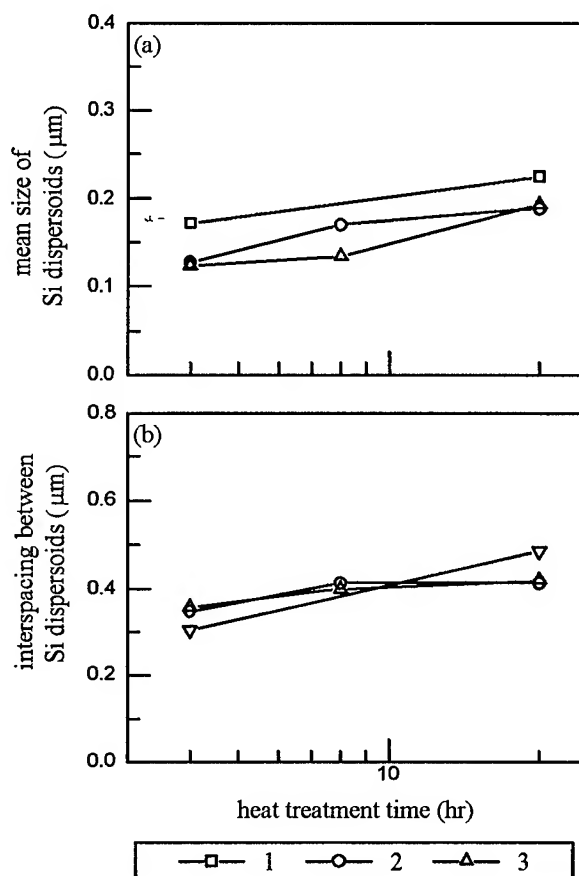 (a)
mean size of
Si dispersoids (μm)
0.4
0.3
0.2
0.1
0.0
(b)
interspacing between
Si dispersoids (μm)
0.8
0.6
0.4
0.2
0.0
10
heat treatment time (hr)
1 2 3